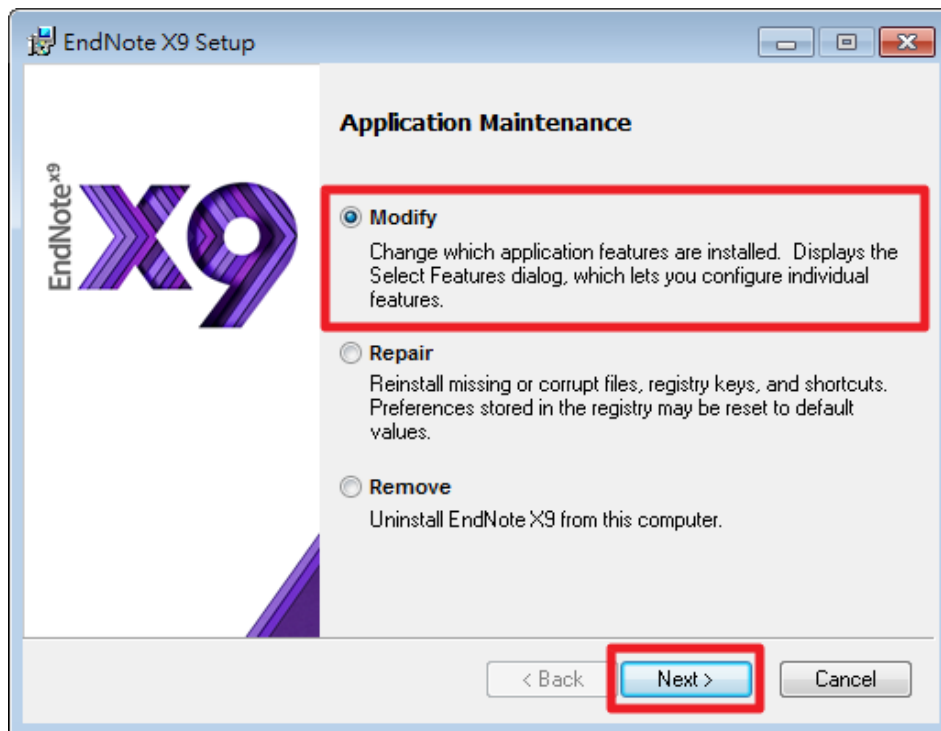 EndNote X9 Setup
Application Maintenance
EndNote X9
X9
Modify
Change which application features are installed. Displays the
Select Features dialog, which lets you configure individual
features.
Repair
Reinstall missing or corrupt files, registry keys, and shortcuts.
Preferences stored in the registry may be reset to default
values.
Remove
Uninstall EndNote X9 from this computer.
< Back
Next >
Cancel